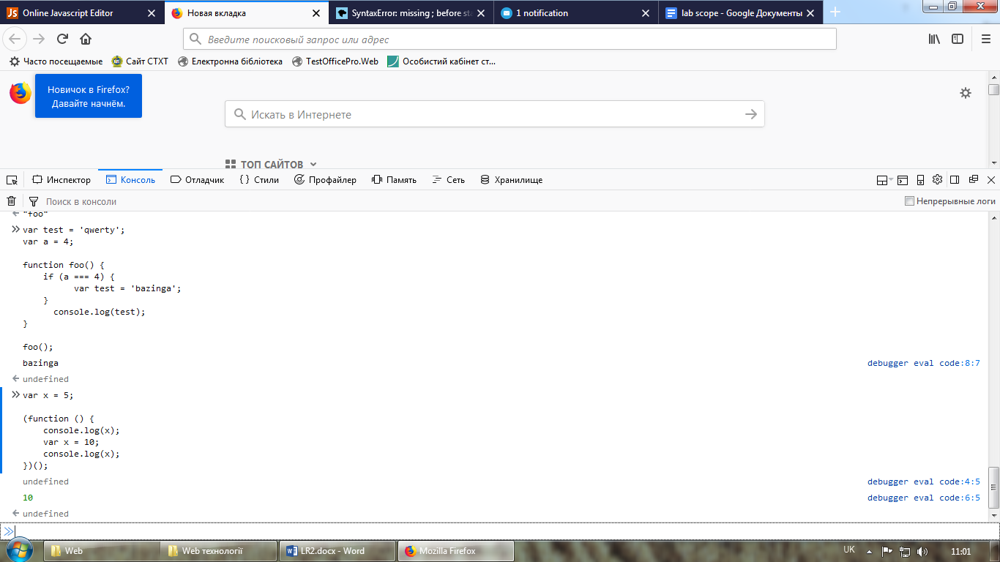 Online Javascript Editor
Новая вкладка
SyntaxError: missing ; before sta
1 notification
lab scope - Google Документы
Введите поисковый запрос или адрес
Часто посещаемые
Сайт СТХТ
Електронна бібліотека
TestOfficePro.Web
Особистий кабінет ст...
Новичок в Firefox?
Давайте начнём.
Искать в Интернете
ТОП САЙТОВ
Инспектор
Консоль
Отладчик
{ } Стили
Профайлер
Память
Сеть
Хранилище
Поиск в консоли
Непрерывные логи
"foo"
var test = 'qwerty';
var a = 4;
function foo() {
if (a === 4) {
var test = 'bazinga';
}
console.log(test);
}
foo();
bazinga debugger eval code:8:7
undefined
var x = 5;
(function () {
console.log(x);
var x = 10;
console.log(x);
})();
undefined debugger eval code:4:5
10 debugger eval code:6:5
undefined
Web
Web технології
LR2.docx - Word
Mozilla Firefox
UK
11:01